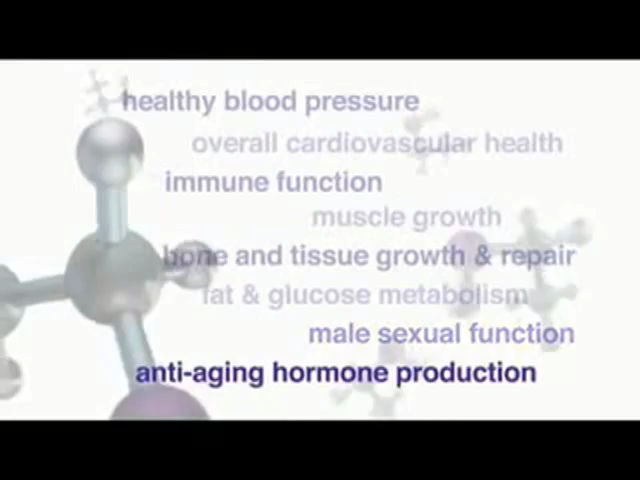 healthy blood pressure
overall cardiovascular health
immune function
muscle growth
bone and tissue growth & repair
fat & glucose metabolism
male sexual function
anti-aging hormone production